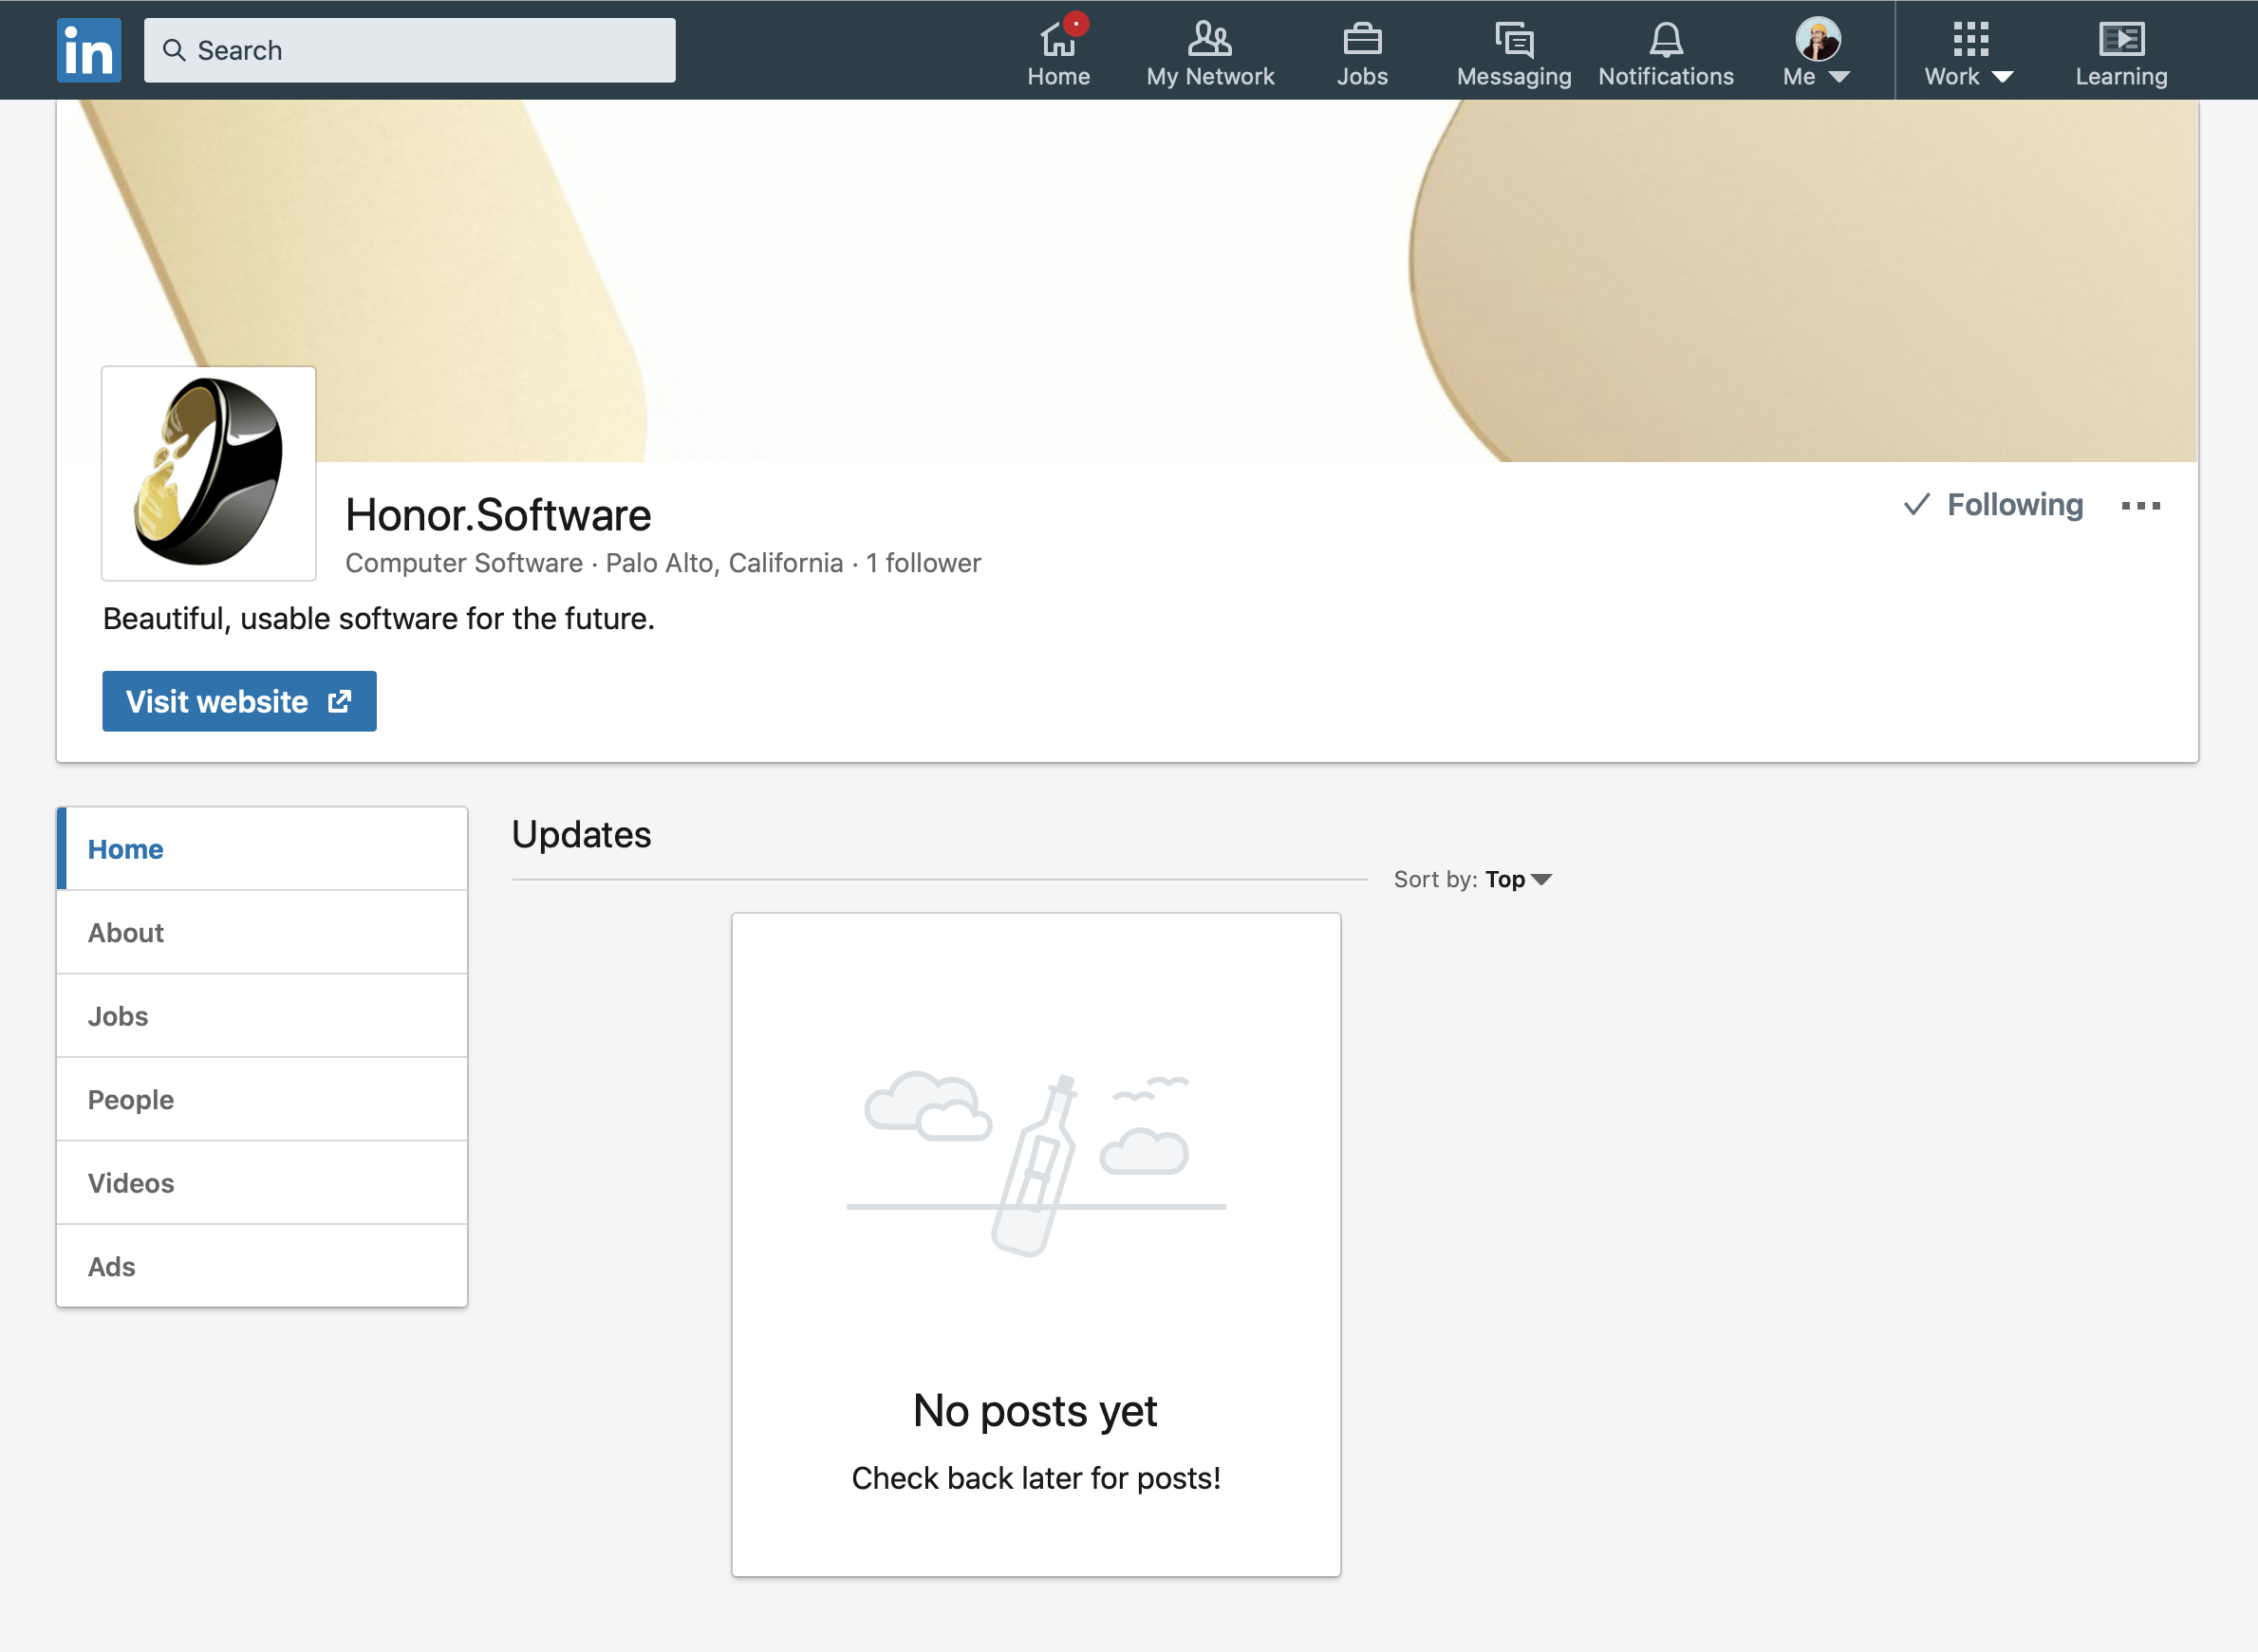 in
Search
Home
My Network
Jobs
Messaging
Notifications
Me
Work
Learning
Honor.Software
Computer Software · Palo Alto, California · 1 follower
Following
Beautiful, usable software for the future.
Visit website
Home
About
Jobs
People
Videos
Ads
Updates
Sort by: Top
No posts yet
Check back later for posts!